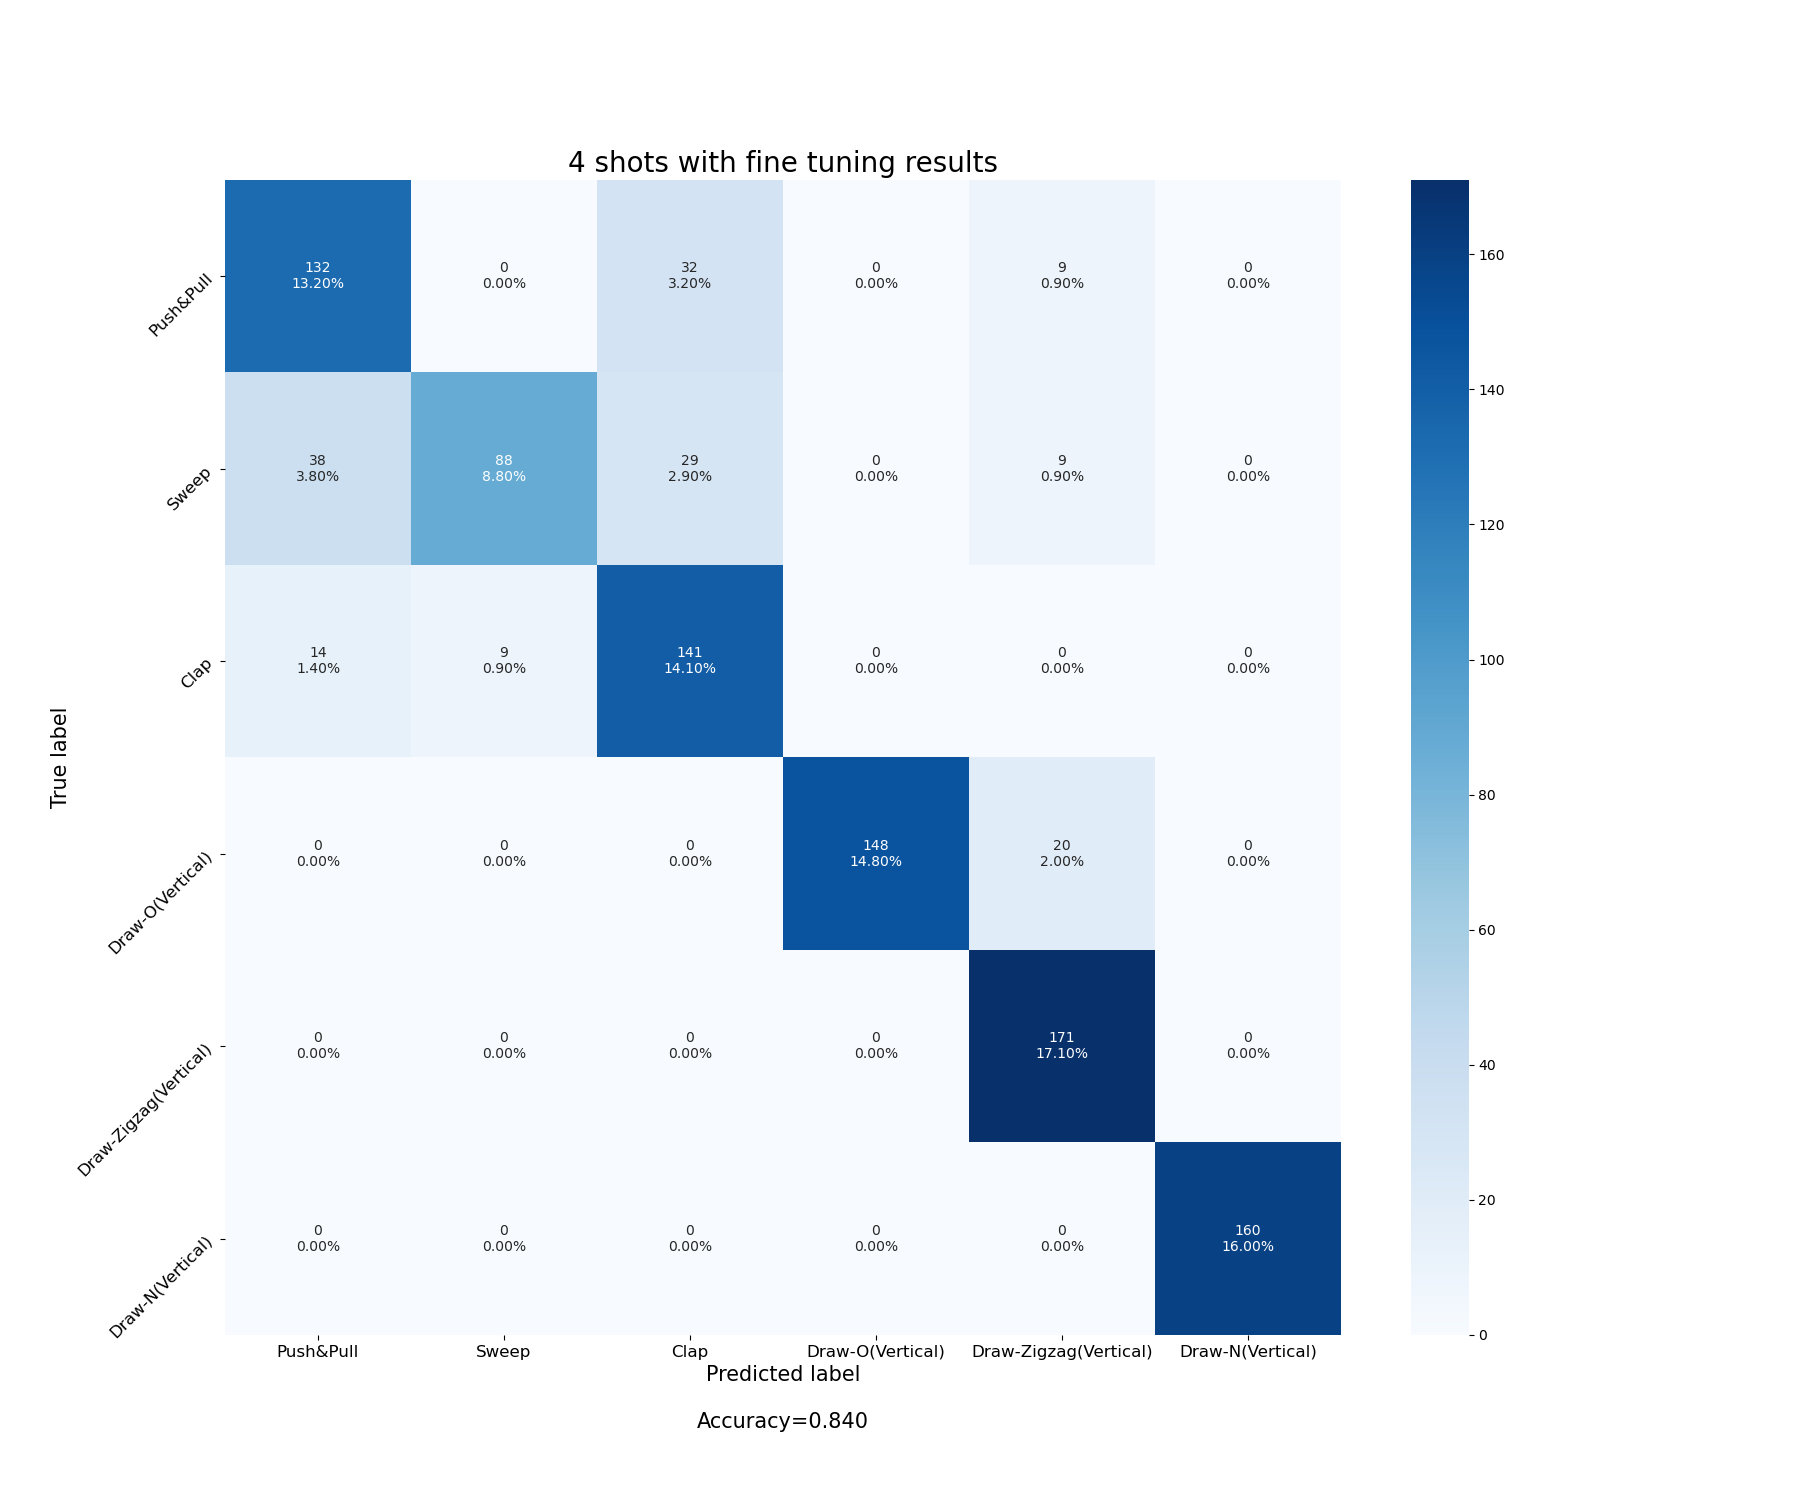 4 shots with fine tuning results
132 0 32 0 9 0
13.20% 0.00% 3.20% 0.00% 0.90% 0.00%
Push&Pull
38 88 29 0 9 0
3.80% 8.80% 2.90% 0.00% 0.90% 0.00%
Sweep
14 9 141 0 0 0
1.40% 0.90% 14.10% 0.00% 0.00% 0.00%
Clap
0 0 0 148 20 0
0.00% 0.00% 0.00% 14.80% 2.00% 0.00%
Draw-O(Vertical)
0 0 0 0 171 0
0.00% 0.00% 0.00% 0.00% 17.10% 0.00%
Draw-Zigzag(Vertical)
0 0 0 0 0 160
0.00% 0.00% 0.00% 0.00% 0.00% 16.00%
Draw-N(Vertical)
True label
Push&Pull Sweep Clap Draw-O(Vertical) Draw-Zigzag(Vertical) Draw-N(Vertical)
Predicted label
Accuracy=0.840
160
140
120
100
80
60
40
20
0